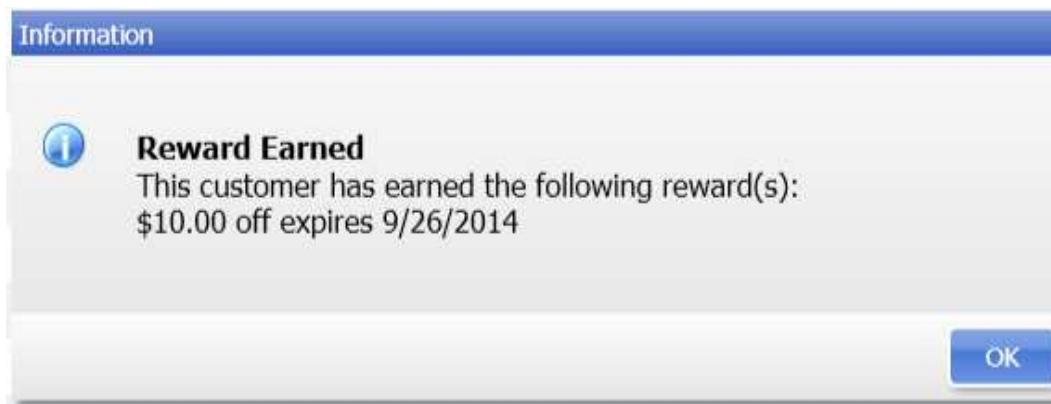 Information
Reward Earned
This customer has earned the following reward(s):
$10.00 off expires 9/26/2014
OK